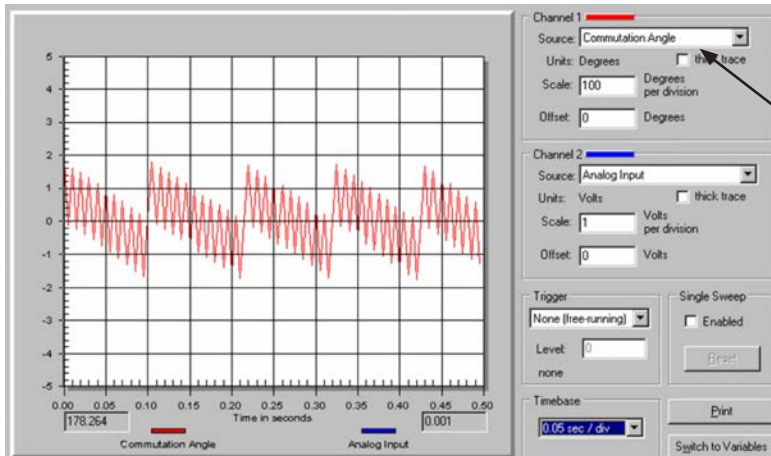 5
4
3
2
1
0
-1
-2
-3
-4
-5
0.00 0.05 0.10 0.15 0.20 0.25 0.30 0.35 0.40 0.45 0.50
178.264
Time in seconds
0.001
Commutation Angle
Analog Input
Channel 1
Source: Commutation Angle
Units: Degrees
thick trace
Scale: 100 Degrees per division
Offset: 0 Degrees
Channel 2
Source: Analog Input
Units: Volts
thick trace
Scale: 1 Volts per division
Offset: 0 Volts
Trigger
None (free-running)
Level: 0
none
Single Sweep
Enabled
Reset
Timebase
0.05 sec / div
Print
Switch to Variables